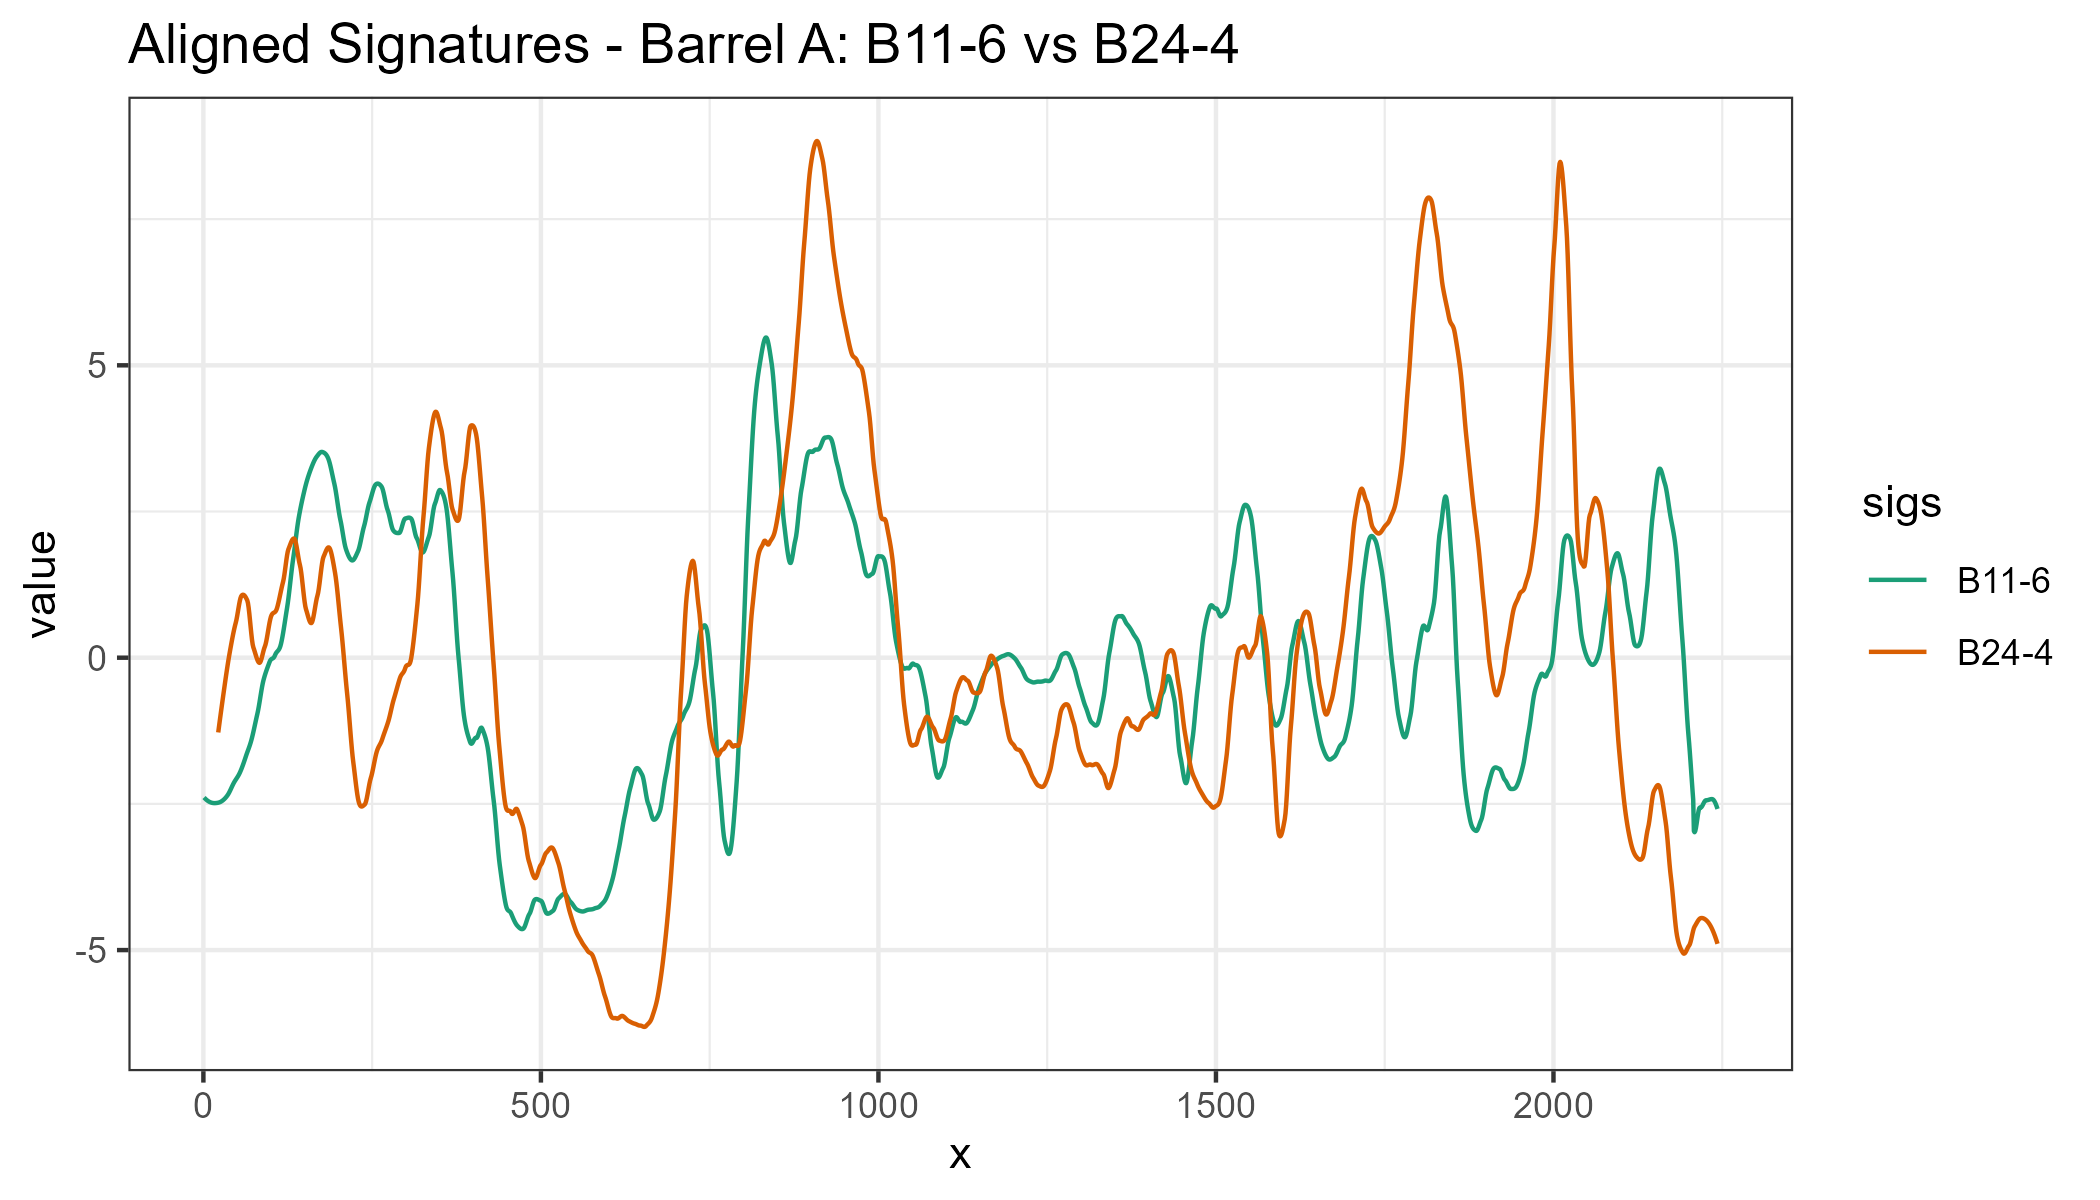 Aligned Signatures - Barrel A: B11-6 vs B24-4
value
5
0
-5
0
500
1000
1500
2000
x
sigs
B11-6
B24-4